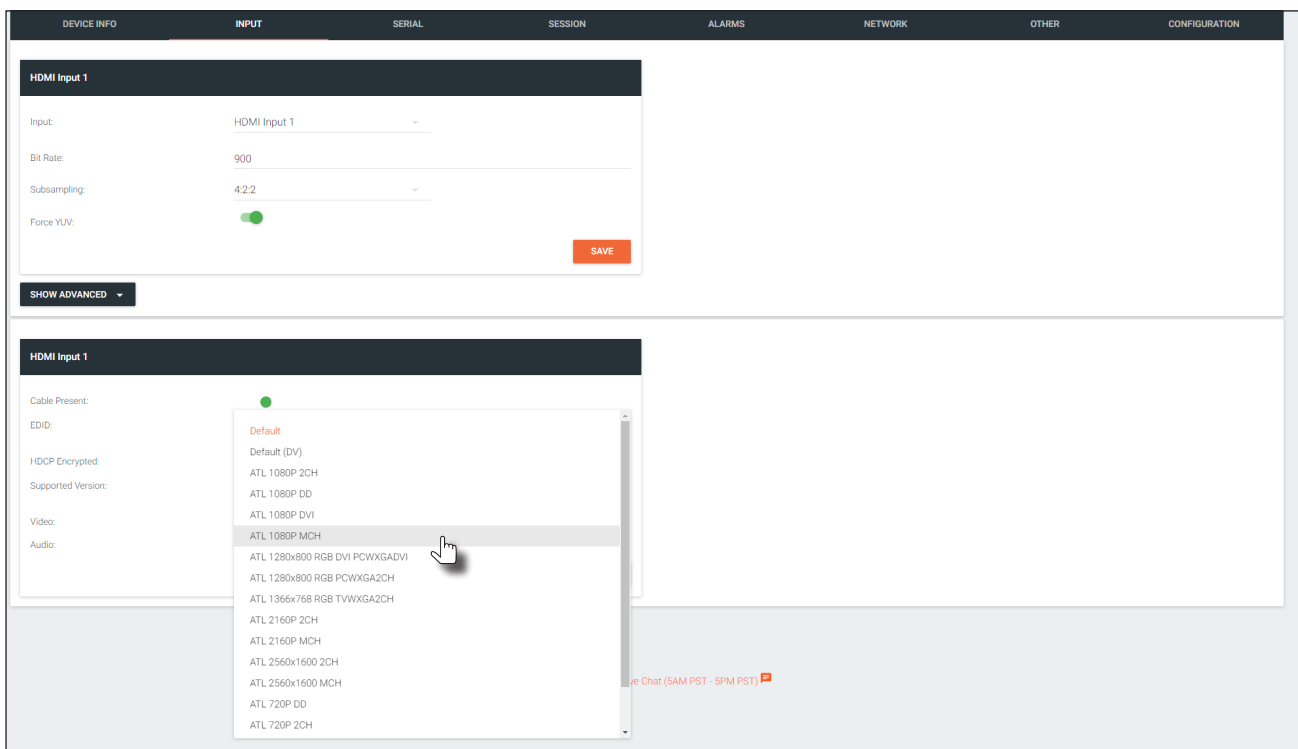 DEVICE INFO INPUT SERIAL SESSION ALARMS NETWORK OTHER CONFIGURATION
HDMI Input 1
Input: HDMI Input 1
Bit Rate: 900
Subsampling: 4:2:2
Force YUV:
SAVE
SHOW ADVANCED
HDMI Input 1
Cable Present:
EDID:
HDCP Encrypted:
Supported Version:
Video:
Audio:
Default
Default (DV)
ATL 1080P 2CH
ATL 1080P DD
ATL 1080P DVI
ATL 1080P MCH
ATL 1280x800 RGB DVI PCWXGADVI
ATL 1280x800 RGB PCWXGA2CH
ATL 1366x768 RGB TVWXGA2CH
ATL 2160P 2CH
ATL 2160P MCH
ATL 2560x1600 2CH
ATL 2560x1600 MCH
ATL 720P DD
ATL 720P 2CH
Chat (5AM PST - 5PM PST)